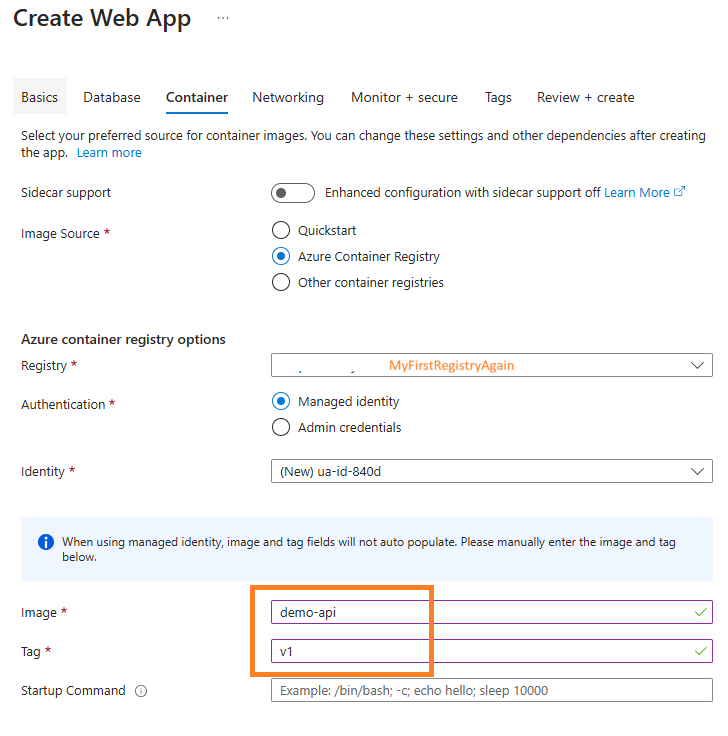 Create Web App ...
Basics Database Container Networking Monitor + secure Tags Review + create
Select your preferred source for container images. You can change these settings and other dependencies after creating
the app. Learn more
Sidecar support Enhanced configuration with sidecar support off Learn More
Image Source * Quickstart
Azure Container Registry
Other container registries
Azure container registry options
Registry * MyFirstRegistryAgain
Authentication * Managed identity
Admin credentials
Identity * (New) ua-id-840d
When using managed identity, image and tag fields will not auto populate. Please manually enter the image and tag
below.
Image * demo-api
Tag * v1
Startup Command Example: /bin/bash; -c; echo hello; sleep 10000